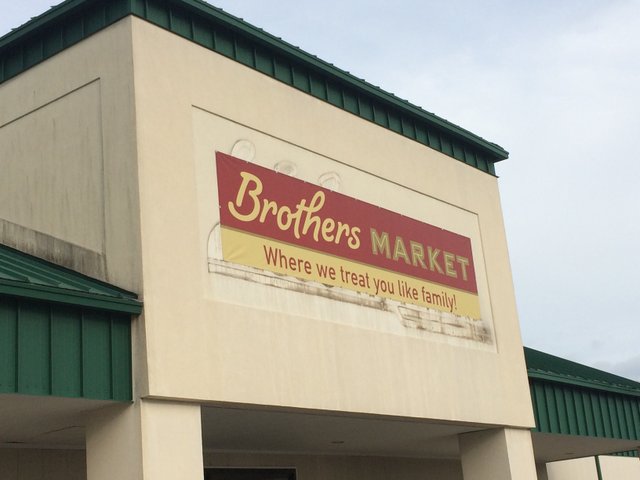 Brothers MARKET
Where we treat you like family!